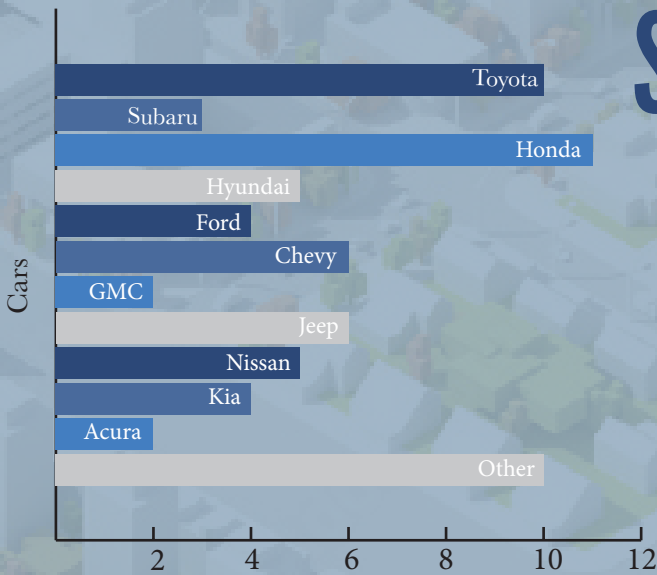 Toyota
Subaru
Honda
Hyundai
Ford
Chevy
GMC
Jeep
Nissan
Kia
Acura
Other
Cars
2 4 6 8 10 12